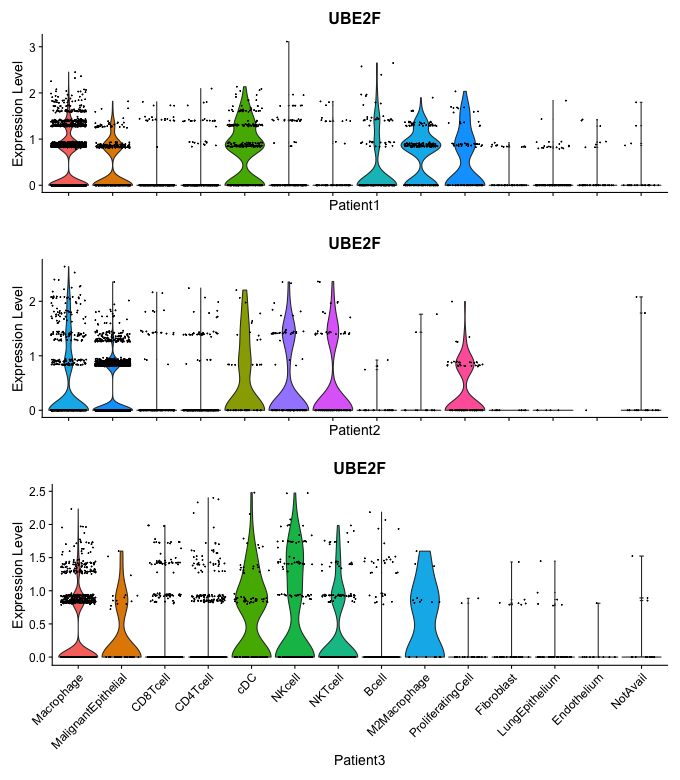 UBE2F
Expression Level
3
2
1
0
Patient1
UBE2F
Expression Level
2
1
0
Patient2
UBE2F
Expression Level
2.5
2.0
1.5
1.0
0.5
0.0
Macrophage
MalignantEpithelial
CD8Tcell
CD4Tcell
cDC
NKcell
NKTcell
Bcell
M2Macrophage
ProliferatingCell
Fibroblast
LungEpithelium
Endothelium
NotAvail
Patient3